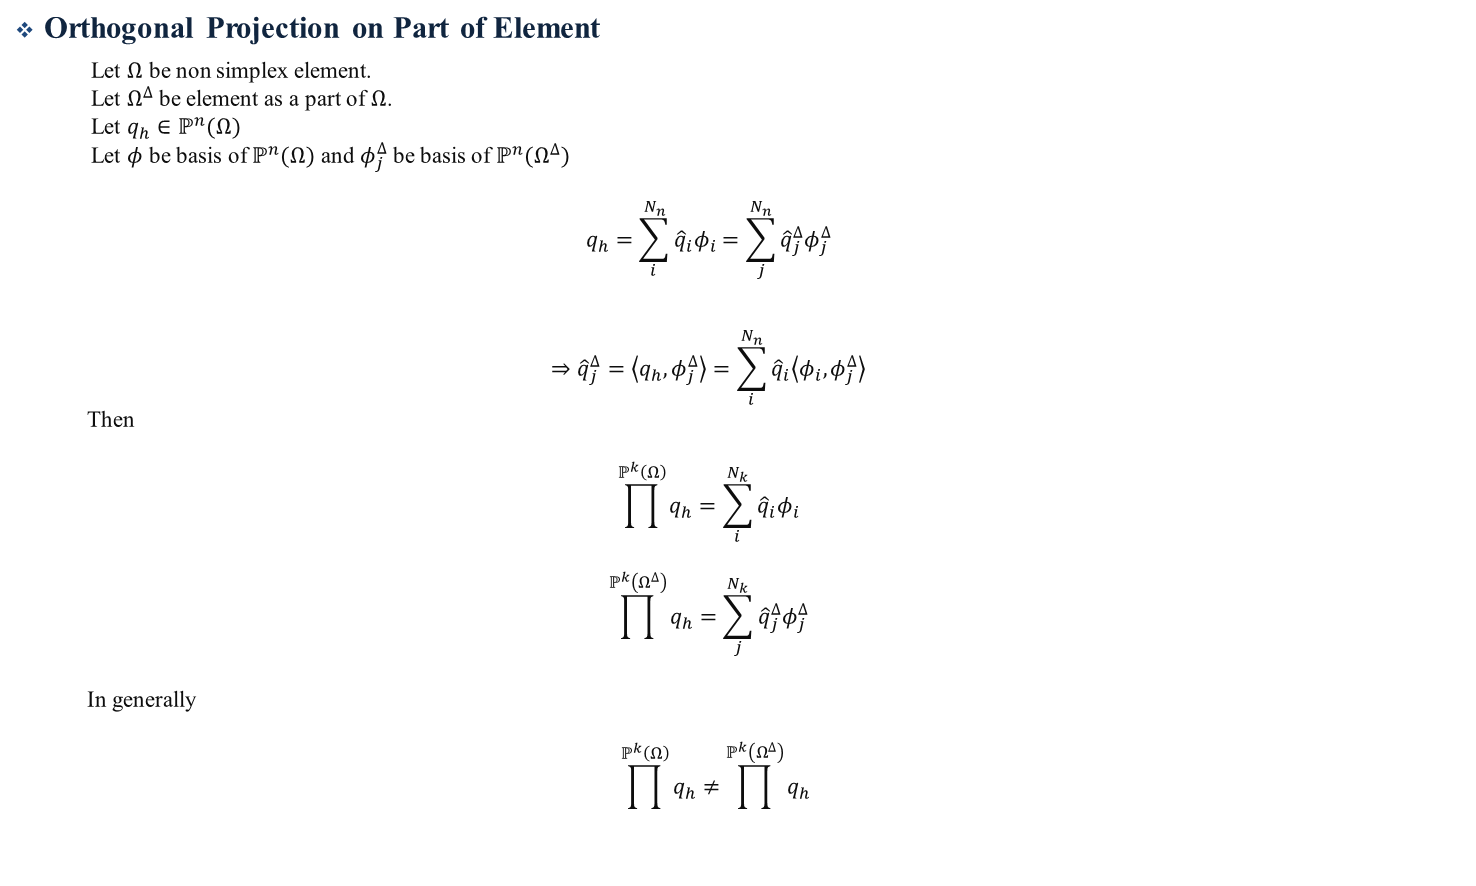 ❖ Orthogonal Projection on Part of Element
Let Ω be non simplex element.
Let Ω^Δ be element as a part of Ω.
Let q_h ∈ ℙ^n(Ω)
Let ϕ be basis of ℙ^n(Ω) and ϕ_j^Δ be basis of ℙ^n(Ω^Δ)
q_h = ∑_i^{N_n} q̂_i ϕ_i = ∑_j^{N_n} q̂_j^Δ ϕ_j^Δ
⇒ q̂_j^Δ = ⟨q_h, ϕ_j^Δ⟩ = ∑_i^{N_n} q̂_i ⟨ϕ_i, ϕ_j^Δ⟩
Then
∏^{ℙ^k(Ω)} q_h = ∑_i^{N_k} q̂_i ϕ_i
∏^{ℙ^k(Ω^Δ)} q_h = ∑_j^{N_k} q̂_j^Δ ϕ_j^Δ
In generally
∏^{ℙ^k(Ω)} q_h ≠ ∏^{ℙ^k(Ω^Δ)} q_h